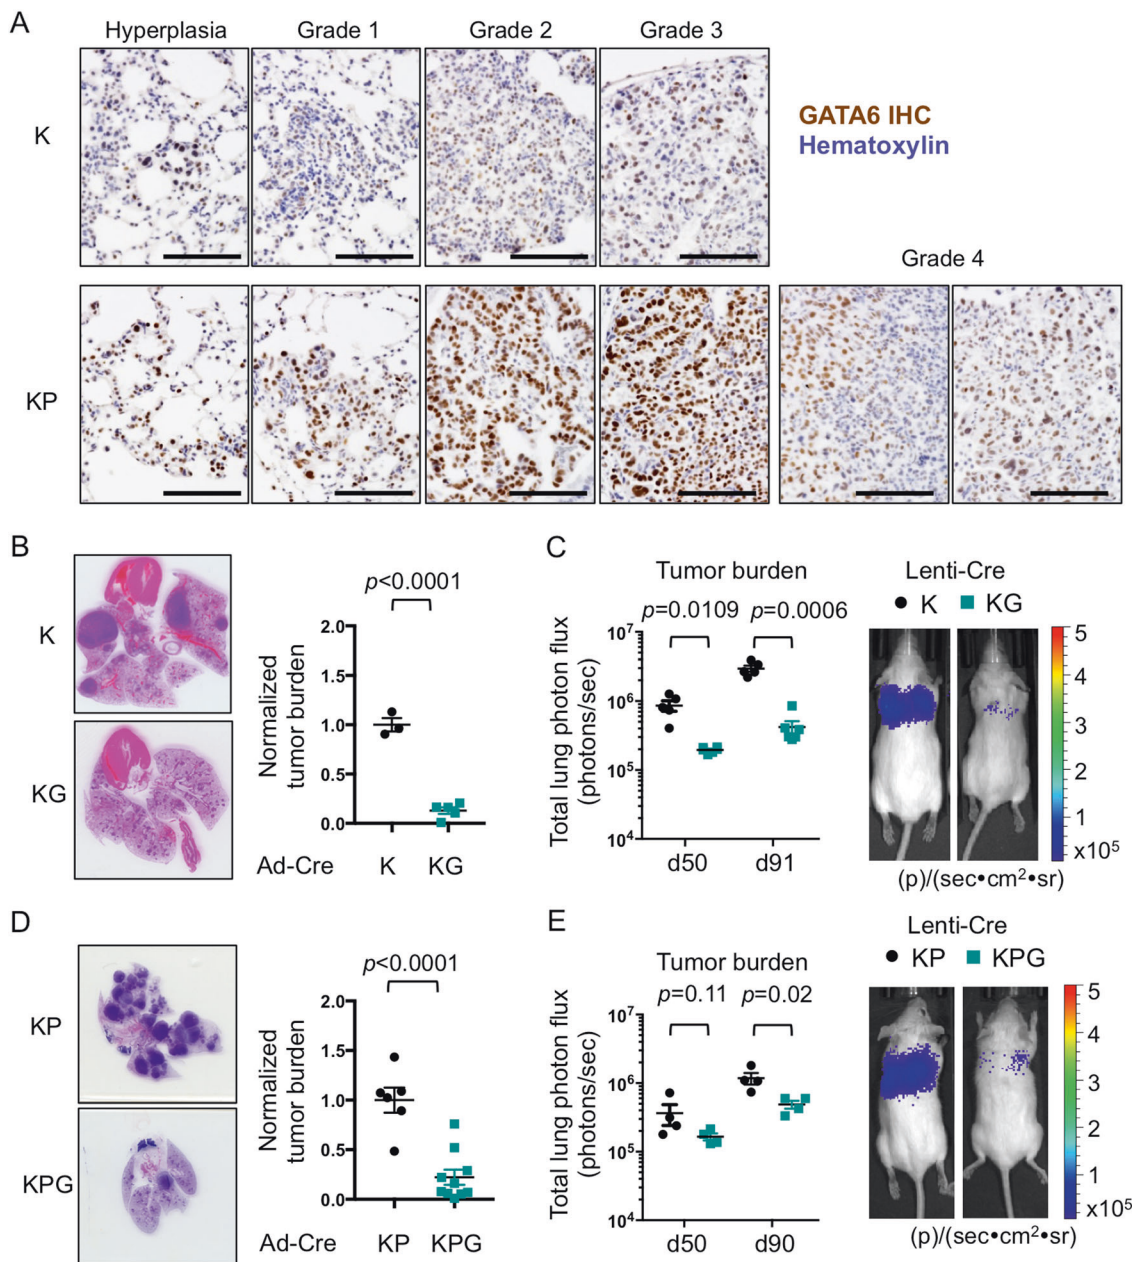 A
Hyperplasia Grade 1 Grade 2 Grade 3
K
GATA6 IHC
Hematoxylin
Grade 4
KP
B
K
KG
p<0.0001
Normalized
tumor burden
2.0
1.5
1.0
0.5
0.0
Ad-Cre K KG
C
Tumor burden
p=0.0109 p=0.0006
Total lung photon flux
(photons/sec)
10⁷
10⁶
10⁵
10⁴
d50 d91
Lenti-Cre
K KG
5
4
3
2
1
x10⁵
(p)/(sec•cm²•sr)
D
KP
KPG
p<0.0001
Normalized
tumor burden
2.0
1.5
1.0
0.5
0.0
Ad-Cre KP KPG
E
Tumor burden
p=0.11 p=0.02
Total lung photon flux
(photons/sec)
10⁷
10⁶
10⁵
10⁴
d50 d90
Lenti-Cre
KP KPG
5
4
3
2
1
x10⁵
(p)/(sec•cm²•sr)